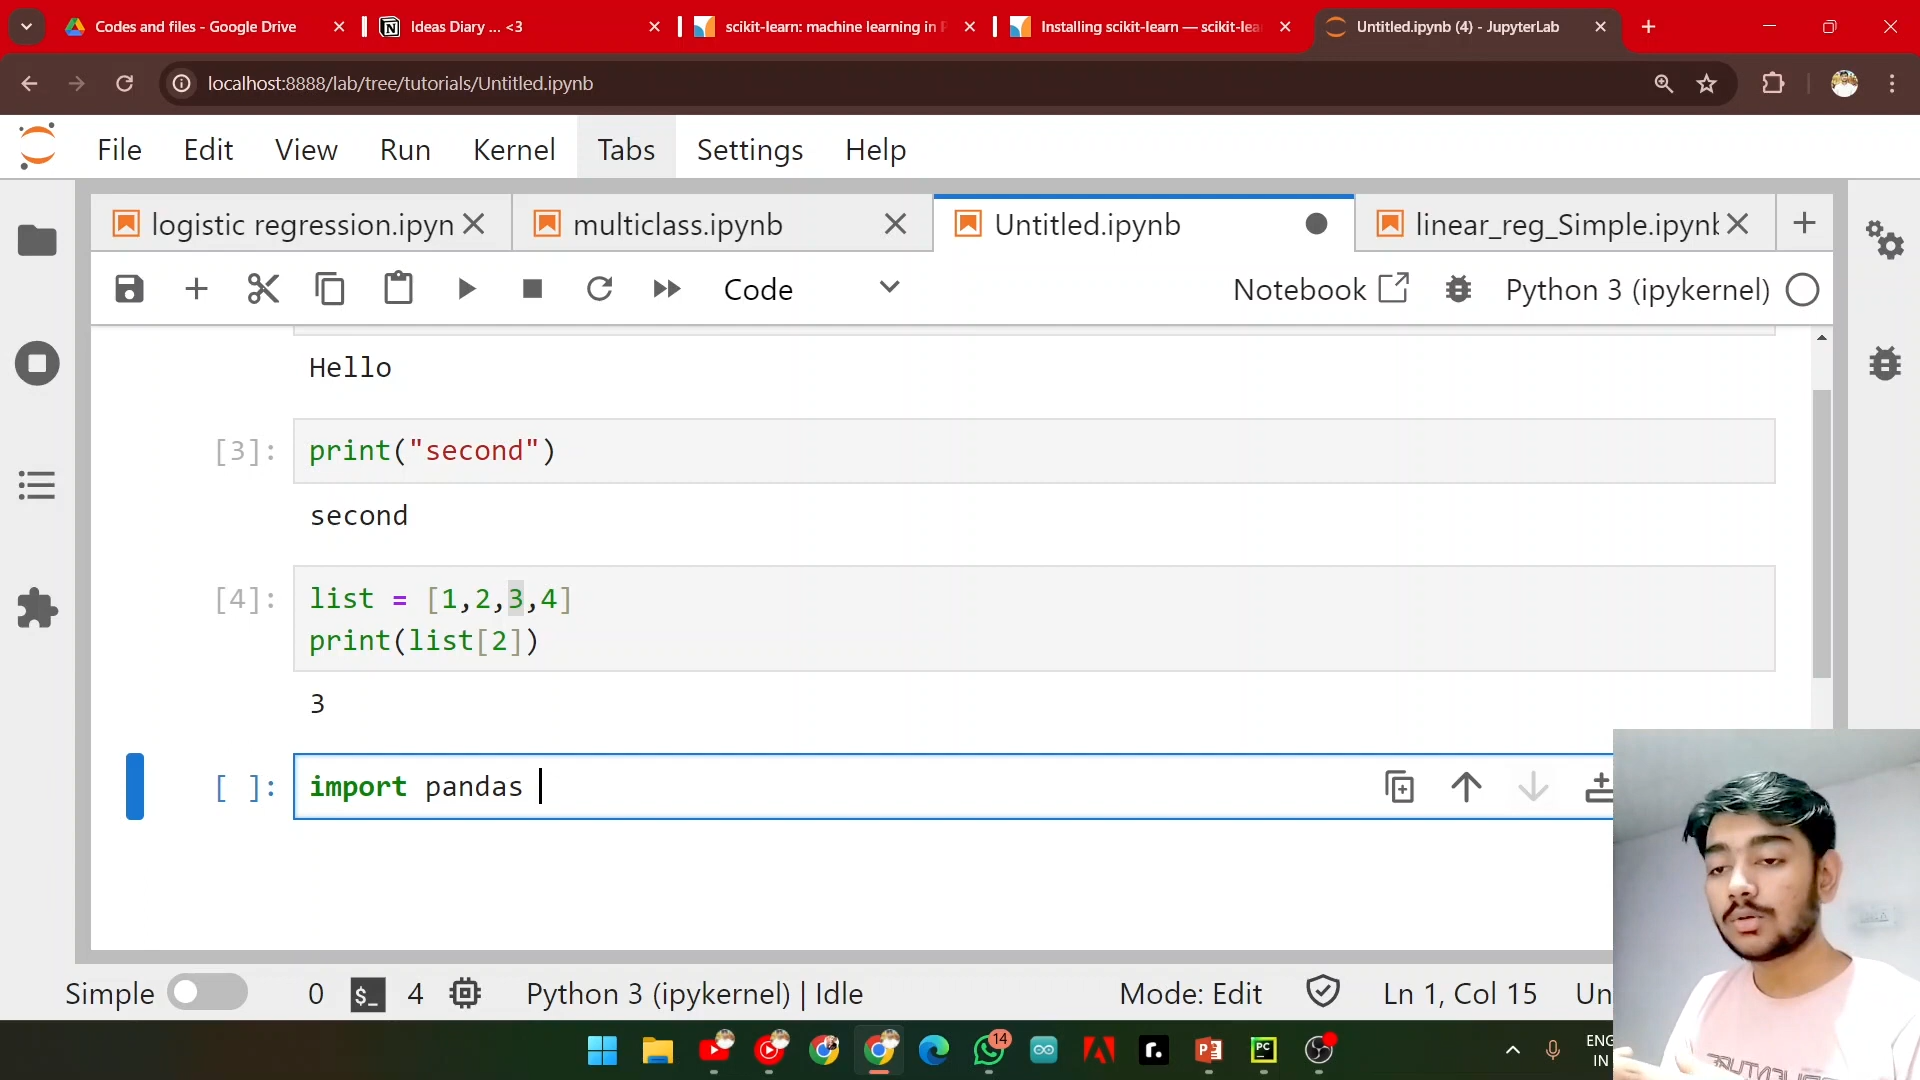 Codes and files - Google Drive
Ideas Diary ... <3
scikit-learn: machine learning in
Installing scikit-learn — scikit-lea
Untitled.ipynb (4) - JupyterLab
localhost:8888/lab/tree/tutorials/Untitled.ipynb
File Edit View Run Kernel Tabs Settings Help
logistic regression.ipyn
multiclass.ipynb
Untitled.ipynb
linear_reg_Simple.ipynb
Code
Notebook
Python 3 (ipykernel)
Hello
[3]: print("second")
second
[4]: list = [1,2,3,4]
print(list[2])
3
[ ]: import pandas
Simple 0 $_ 4 Python 3 (ipykernel) | Idle Mode: Edit Ln 1, Col 15 Un
14
PC
ENG
IN